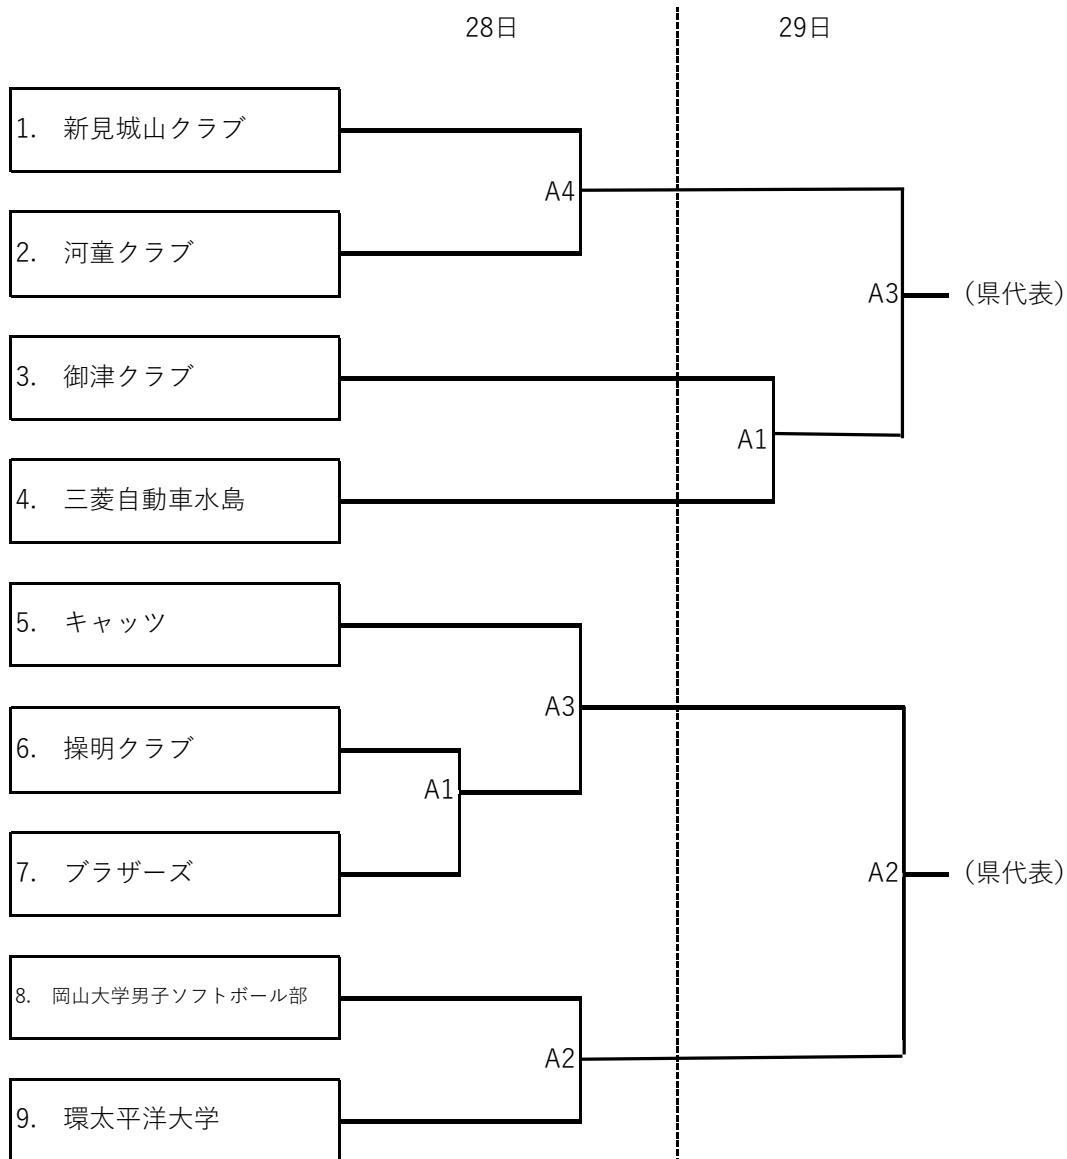 28日
29日
1. 新見城山クラブ
A4
2. 河童クラブ
A3
（県代表）
3. 御津クラブ
A1
4. 三菱自動車水島
5. キャッツ
A3
6. 操明クラブ
A1
7. ブラザーズ
A2
（県代表）
8. 岡山大学男子ソフトボール部
A2
9. 環太平洋大学